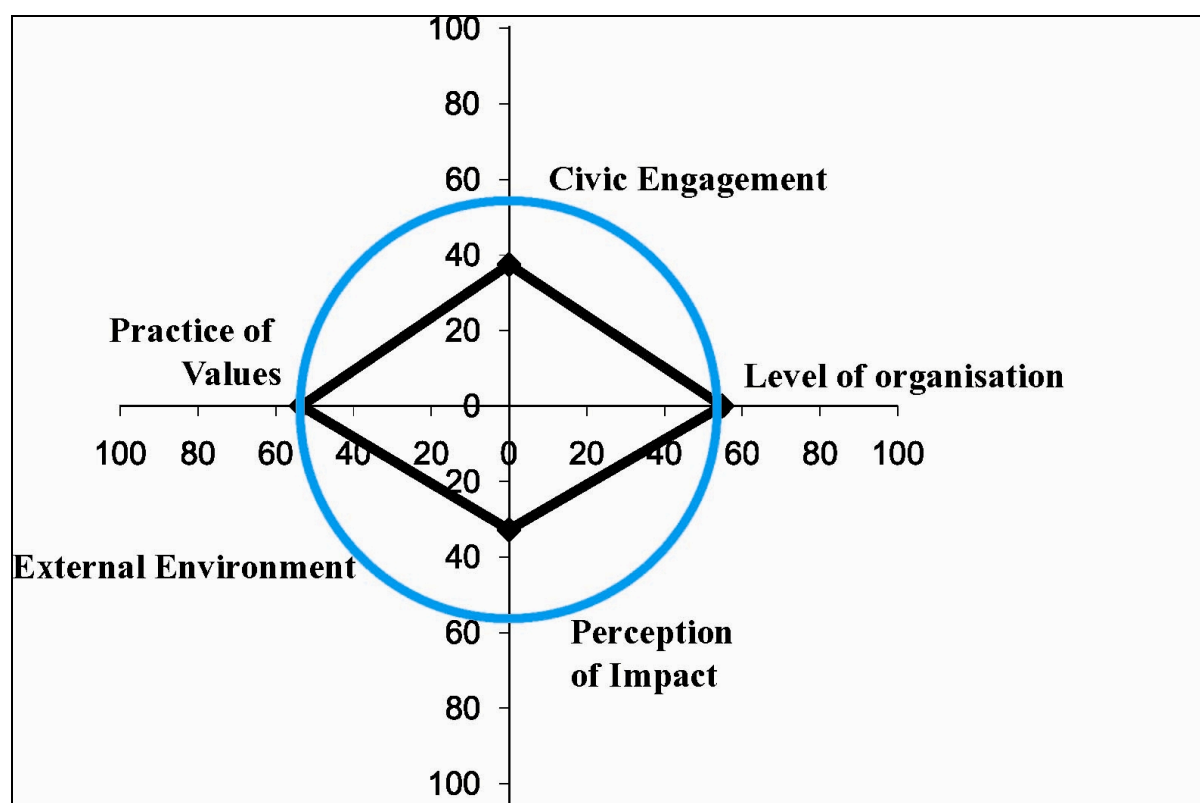 100
80
60
Civic Engagement
40
Practice of
Values
20
Level of organisation
0
100 80 60 40 20 0 20 40 60 80 100
20
40
External Environment
60
Perception
of Impact
80
100